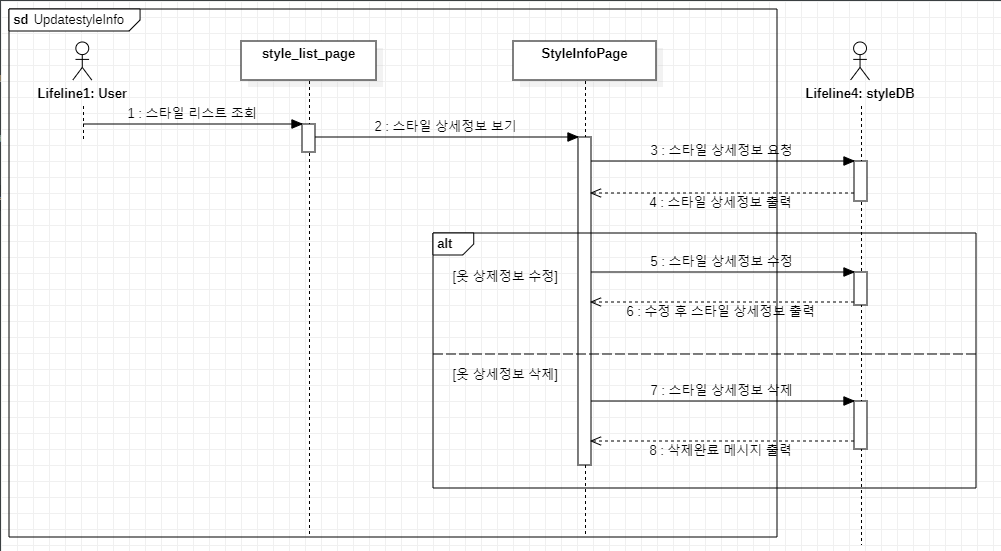 sd UpdatestyleInfo
style_list_page
StyleInfoPage
Lifeline1: User
Lifeline4: styleDB
1 : 스타일 리스트 조회
2 : 스타일 상세정보 보기
3 : 스타일 상세정보 요청
4 : 스타일 상세정보 출력
alt
[옷 상제정보 수정]
5 : 스타일 상세정보 수정
6 : 수정 후 스타일 상세정보 출력
[옷 상세정보 삭제]
7 : 스타일 상세정보 삭제
8 : 삭제완료 메시지 출력